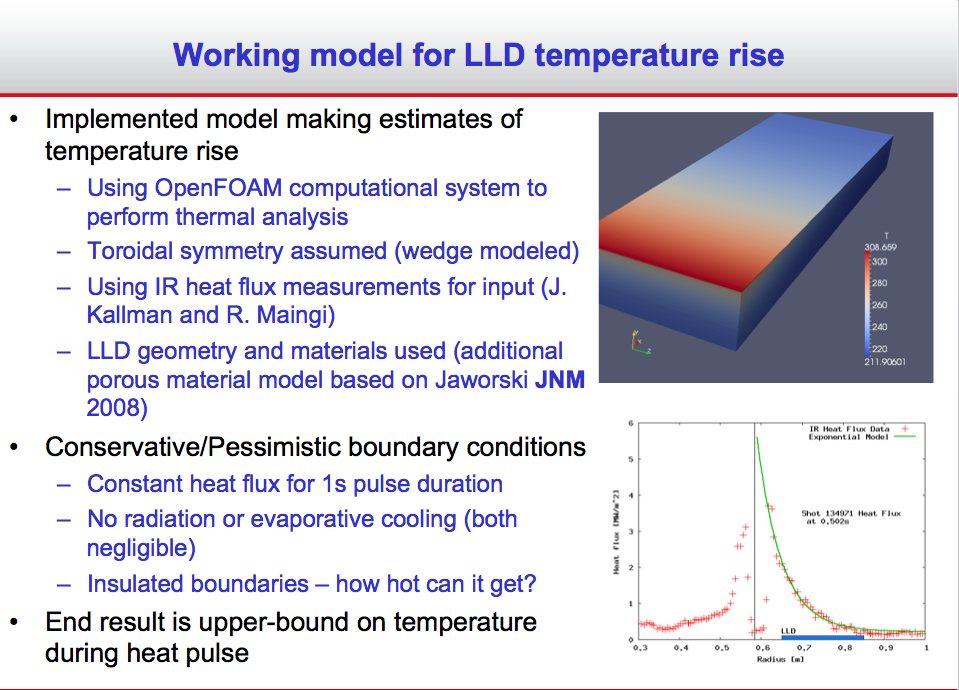 Working model for LLD temperature rise
• Implemented model making estimates of
temperature rise
– Using OpenFOAM computational system to
perform thermal analysis
– Toroidal symmetry assumed (wedge modeled)
– Using IR heat flux measurements for input (J.
Kallman and R. Maingi)
– LLD geometry and materials used (additional
porous material model based on Jaworski JNM
2008)
• Conservative/Pessimistic boundary conditions
– Constant heat flux for 1s pulse duration
– No radiation or evaporative cooling (both
negligible)
– Insulated boundaries – how hot can it get?
• End result is upper-bound on temperature
during heat pulse
T
308.659
300
280
260
240
220
211.90601
Y
Z
6
5
4
3
2
1
0
Heat flux [MW/m^2]
IR Heat Flux Data
Exponential Model
Shot 134971 Heat Flux
at 0.502s
LLD
0.3 0.4 0.5 0.6 0.7 0.8 0.9 1
Radius [m]